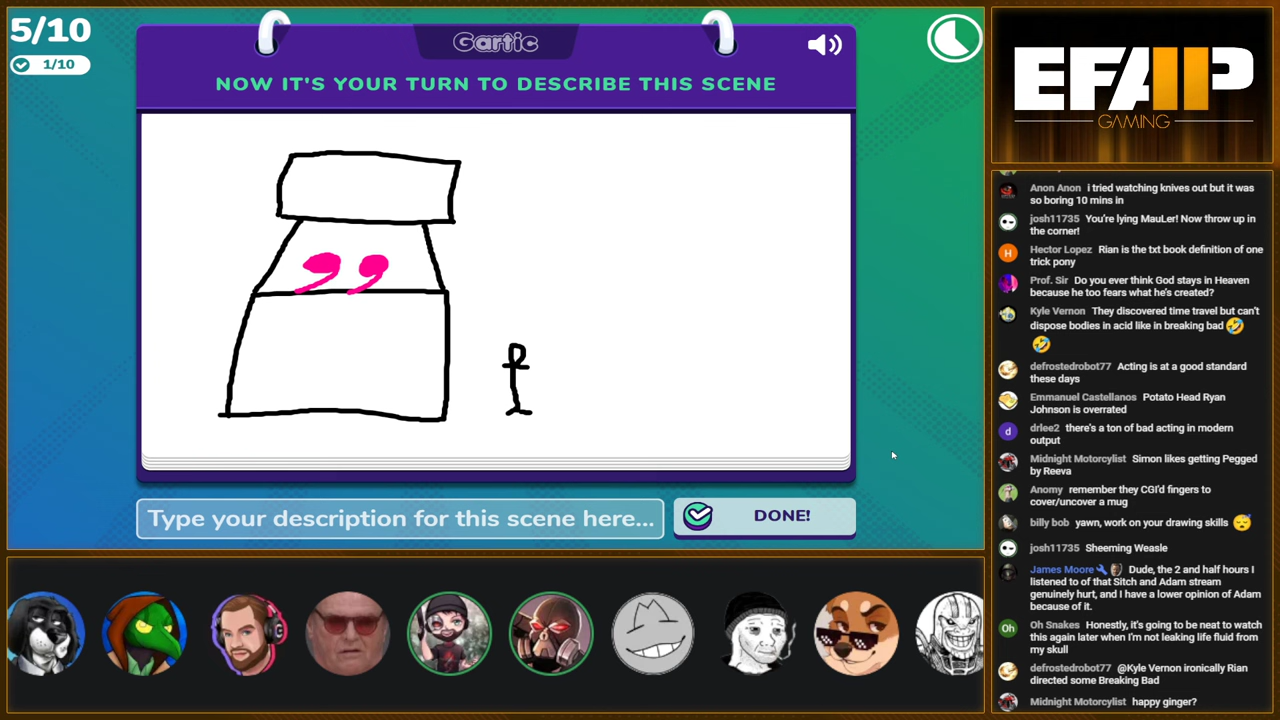 5/10
1/10
Gartic
NOW IT'S YOUR TURN TO DESCRIBE THIS SCENE
Type your description for this scene here...
DONE!
EFAP
GAMING
Anon Anon i tried watching knives out but it was
so boring 10 mins in
josh11735 You're lying MauLer! Now throw up in
the corner!
H
Hector Lopez Rian is the txt book definition of one
trick pony
Prof. Sir Do you ever think God stays in Heaven
because he too fears what he's created?
Kyle Vernon They discovered time travel but can't
dispose bodies in acid like in breaking bad 🤣
🤣
defrostedrobot77 Acting is at a good standard
these days
Emmanuel Castellanos Potato Head Ryan
Johnson is overrated
d
drlee2 there's a ton of bad acting in modern
output
Midnight Motorcylist Simon likes getting Pegged
by Reeva
Anomy remember they CGI'd fingers to
cover/uncover a mug
billy bob yawn, work on your drawing skills 😴
josh11735 Sheeming Weasle
James Moore Dude, the 2 and half hours I
listened to of that Sitch and Adam stream
genuinely hurt, and I have a lower opinion of Adam
because of it.
Oh
Oh Snakes Honestly, it's going to be neat to watch
this again later when I'm not leaking life fluid from
my skull
defrostedrobot77 @Kyle Vernon ironically Rian
directed some Breaking Bad
Midnight Motorcylist happy ginger?